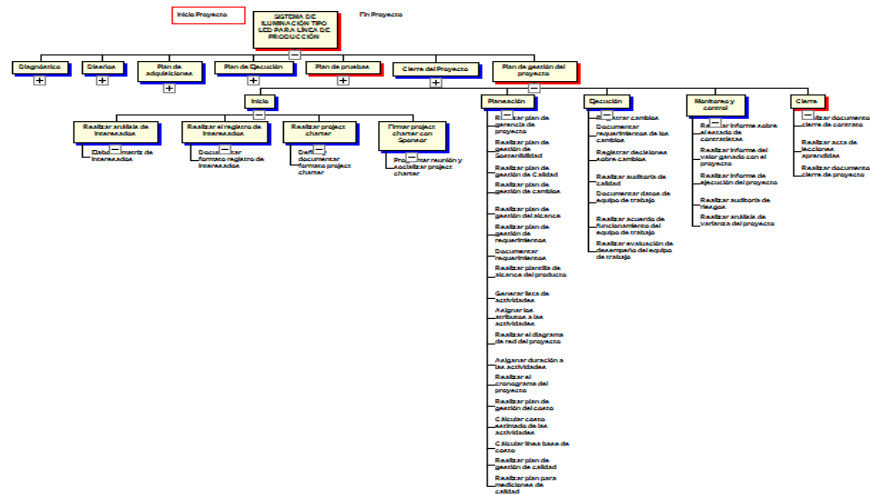 Inicio Proyecto
Fin Proyecto
SISTEMA DE
ILUMINACIÓN TIPO
LED PARA LÍNEA DE
PRODUCCIÓN
Diagnóstico
Diseños
Plan de
adquisiciones
Plan de Ejecución
Plan de pruebas
Cierre del Proyecto
Plan de gestión del
proyecto
Inicio
Planeación
Ejecución
Monitoreo y
control
Cierre
Realizar análisis de
interesados
matriz de
interesados
Realizar el registro de
interesados
formato registro de
interesados
Realizar project
charter
documentar
formato project
charter
Firmar project
charter con
Sponsor
reunión y
socializar project
charter
plan de
gerencia de
proyecto
Realizar plan de
gestión de
Sostenibilidad
Realizar plan de
gestión de Calidad
Realizar plan de
gestión de cambios
Realizar plan de
gestión del alcance
Realizar plan de
gestión de
requerimientos
Documentar
requerimientos
Realizar plantilla de
alcance del producto
Generar lista de
actividades
Asignar los
atributos a las
actividades
Realizar el diagrama
de red del proyecto
Asiganar duración a
las actividades
Realizar el
cronograma del
proyecto
Realizar plan de
gestión del costo
Cálcular costo
estimado de las
actividades
Cálcular línea base de
costo
Realizar plan de
gestión de calidad
Realizar plan para
mediciones de
calidad
cambios
Documentar
requerimientos de los
cambios
Registrar decisiones
sobre cambios
Realizar auditoría de
calidad
Documentar datos de
equipo de trabajo
Realizar acuerdo de
funcionamiento del
equipo de trabajo
Realizar evaluación de
desempeño del equipo
de trabajo
informe sobre
el estado de
contratistas
Realizar informe del
valor ganado con el
proyecto
Realizar informe de
ejecución del proyecto
Realizar auditoría de
riesgos
Realizar análisis de
varianza del proyecto
documento
cierre de contrato
Realizar acta de
lecciones
aprendidas
Realizar documento
cierre de proyecto